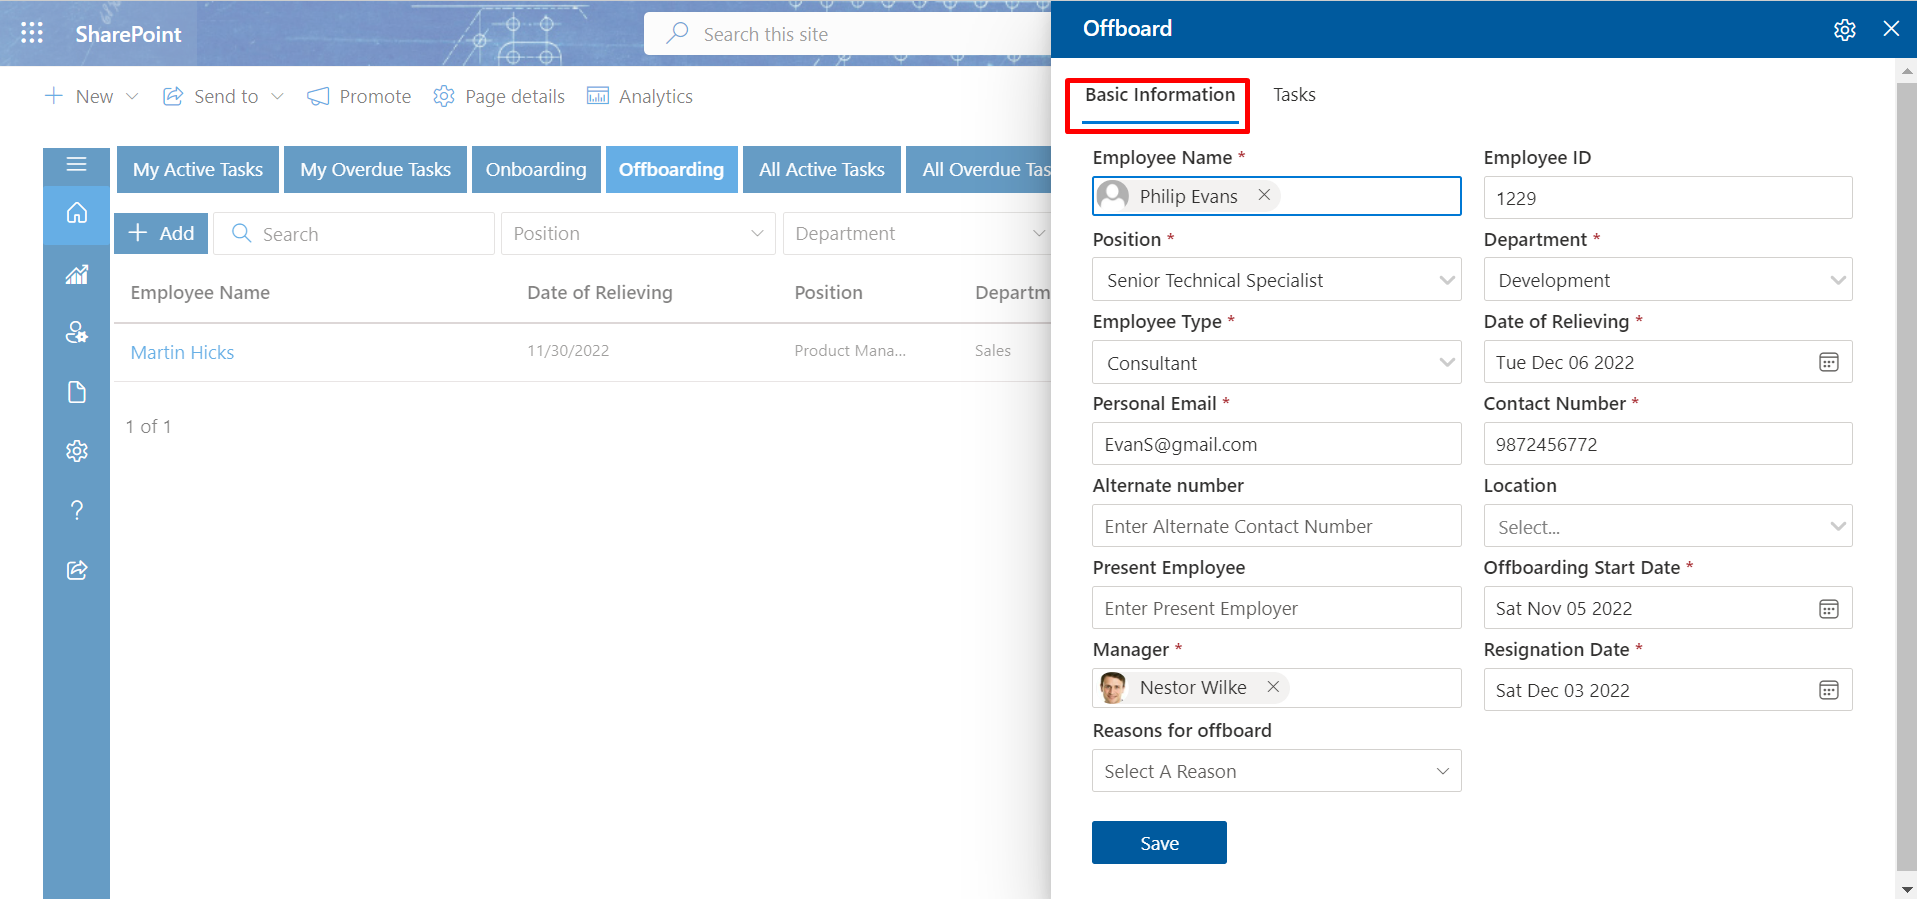 SharePoint
Search this site
New
Send to
Promote
Page details
Analytics
My Active Tasks
My Overdue Tasks
Onboarding
Offboarding
All Active Tasks
All Overdue Tas
Add
Search
Position
Department
Employee Name
Date of Relieving
Position
Departm
Martin Hicks
11/30/2022
Product Mana...
Sales
1 of 1
Offboard
Basic Information
Tasks
Employee Name *
Employee ID
Philip Evans
1229
Position *
Department *
Senior Technical Specialist
Development
Employee Type *
Date of Relieving *
Consultant
Tue Dec 06 2022
Personal Email *
Contact Number *
EvanS@gmail.com
9872456772
Alternate number
Location
Enter Alternate Contact Number
Select...
Present Employee
Offboarding Start Date *
Enter Present Employer
Sat Nov 05 2022
Manager *
Resignation Date *
Nestor Wilke
Sat Dec 03 2022
Reasons for offboard
Select A Reason
Save